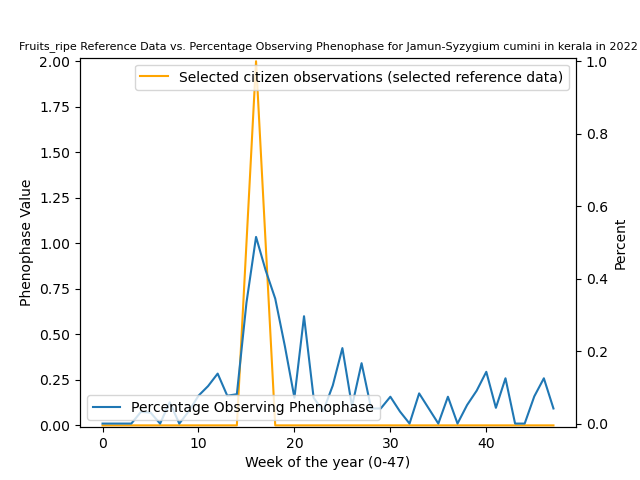 Fruits_ripe Reference Data vs. Percentage Observing Phenophase for Jamun-Syzygium cumini in kerala in 2022
Selected citizen observations (selected reference data)
Percentage Observing Phenophase
Phenophase Value
2.00
1.75
1.50
1.25
1.00
0.75
0.50
0.25
0.00
Percent
1.0
0.8
0.6
0.4
0.2
0.0
0 10 20 30 40
Week of the year (0-47)